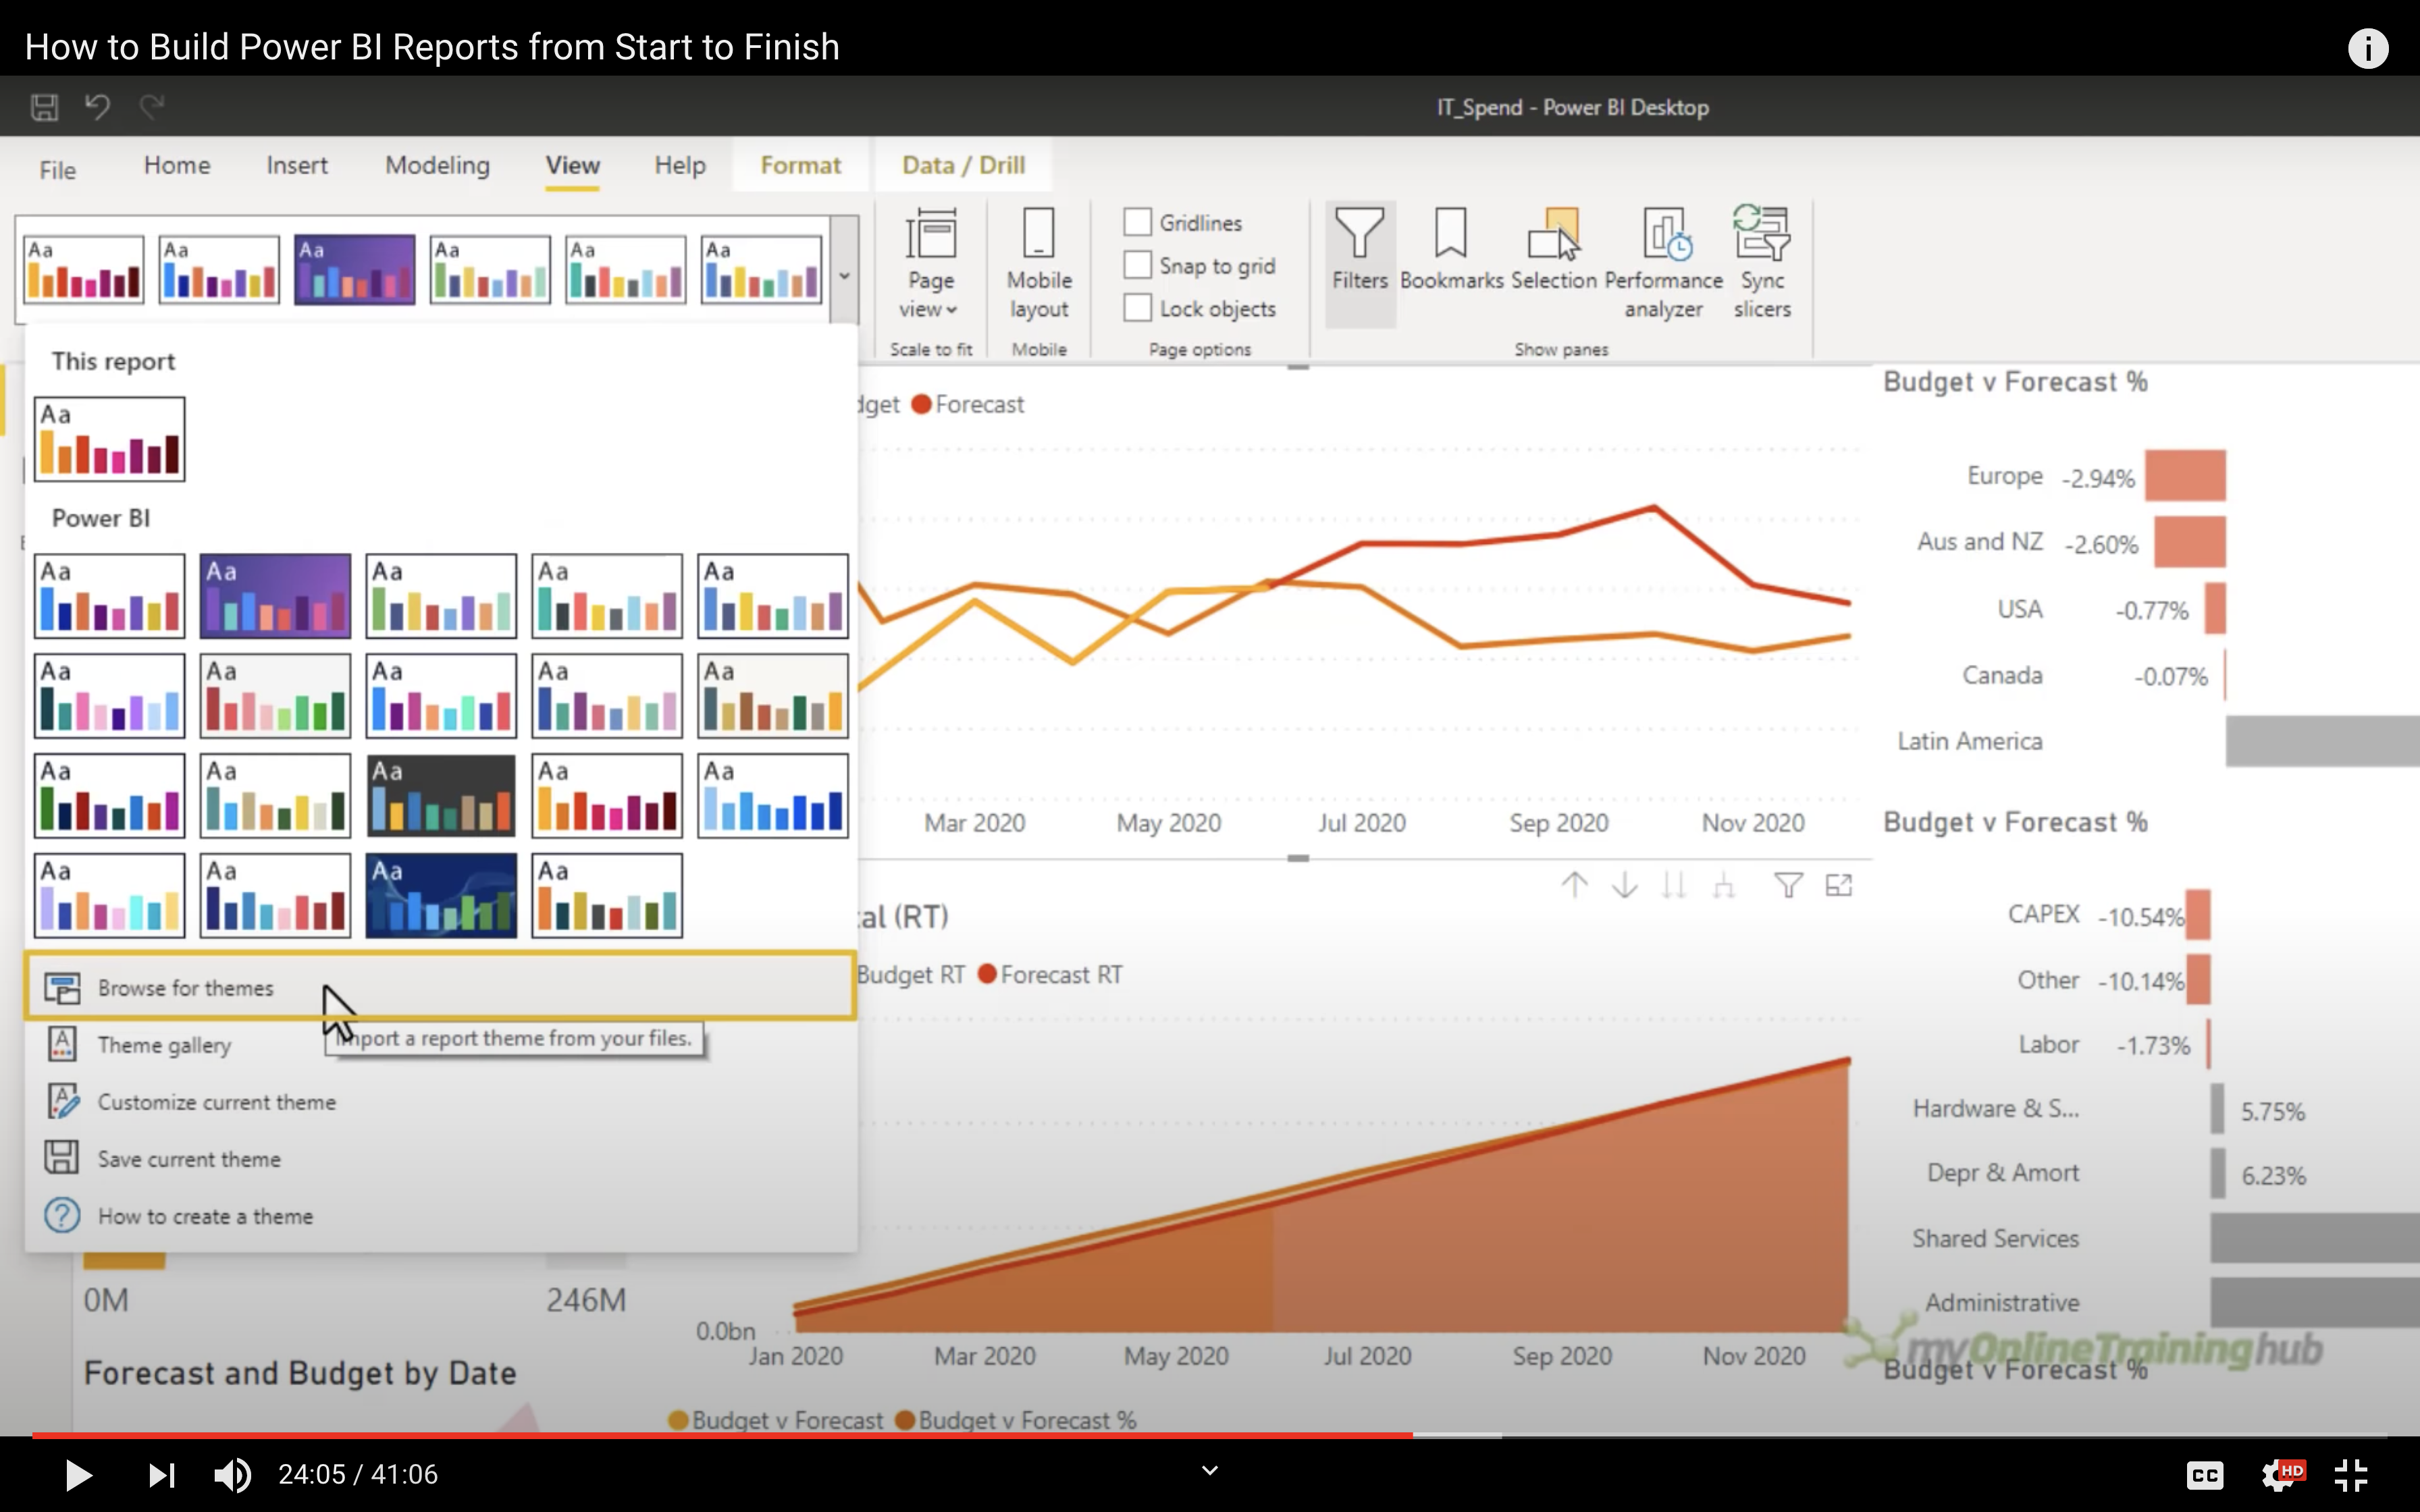 How to Build Power BI Reports from Start to Finish
IT_Spend - Power BI Desktop
File Home Insert Modeling View Help Format Data / Drill
Aa Aa Aa Aa Aa Aa
Page view
Mobile layout
Gridlines
Snap to grid
Lock objects
Filters
Bookmarks
Selection
Performance analyzer
Sync slicers
Scale to fit Mobile Page options Show panes
This report
Aa
Power BI
Aa Aa Aa Aa Aa
Aa Aa Aa Aa Aa
Aa Aa Aa Aa Aa
Aa Aa Aa Aa
Browse for themes
Import a report theme from your files.
Theme gallery
Customize current theme
Save current theme
How to create a theme
dget Forecast
Mar 2020 May 2020 Jul 2020 Sep 2020 Nov 2020
al (RT)
Budget RT Forecast RT
0.0bn
Jan 2020 Mar 2020 May 2020 Jul 2020 Sep 2020 Nov 2020
Budget v Forecast Budget v Forecast %
0M 246M
Forecast and Budget by Date
Budget v Forecast %
Europe -2.94%
Aus and NZ -2.60%
USA -0.77%
Canada -0.07%
Latin America
Budget v Forecast %
CAPEX -10.54%
Other -10.14%
Labor -1.73%
Hardware & S... 5.75%
Depr & Amort 6.23%
Shared Services
Administrative
myOnlineTraininghub
Budget v Forecast %
24:05 / 41:06
CC HD